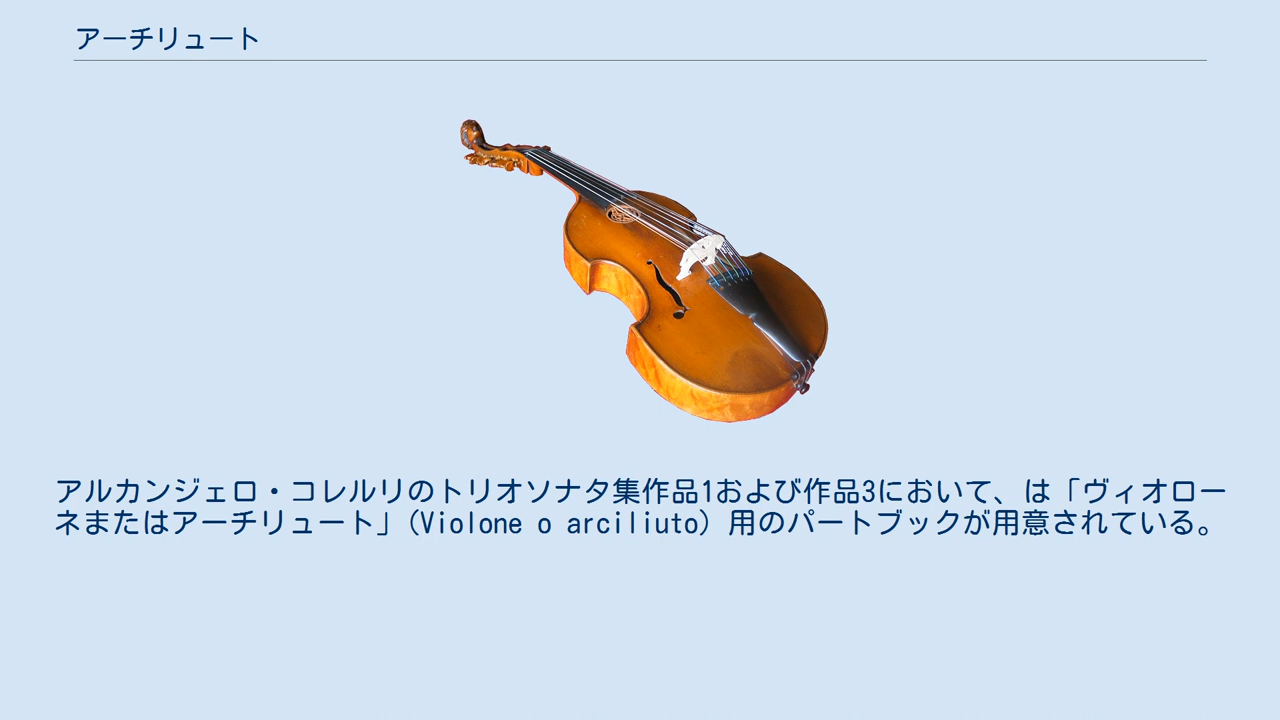 アーチリュート
アルカンジェロ・コレルリのトリオソナタ集作品1および作品3において、は「ヴィオロー
ネまたはアーチリュート」(Violone o arciliuto) 用のパートブックが用意されている。